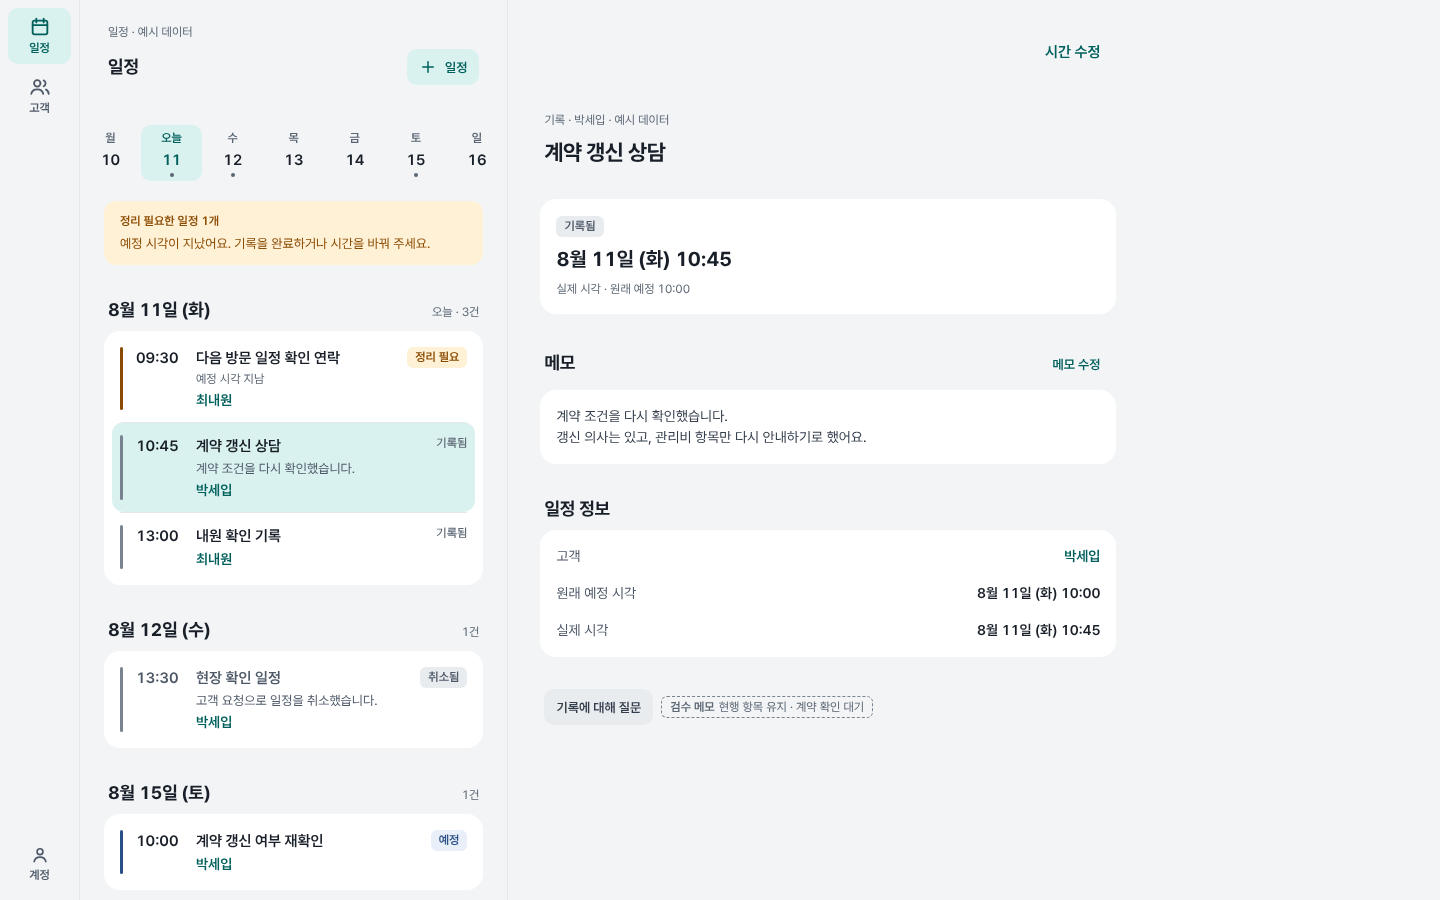 일정
고객
계정
일정 · 예시 데이터
일정
일정
월
10
오늘
11
수
12
목
13
금
14
토
15
일
16
정리 필요한 일정 1개
예정 시각이 지났어요. 기록을 완료하거나 시간을 바꿔 주세요.
8월 11일 (화)
오늘 · 3건
09:30
다음 방문 일정 확인 연락
정리 필요
예정 시각 지남
최내원
10:45
계약 갱신 상담
기록됨
계약 조건을 다시 확인했습니다.
박세입
13:00
내원 확인 기록
기록됨
최내원
8월 12일 (수)
1건
13:30
현장 확인 일정
취소됨
고객 요청으로 일정을 취소했습니다.
박세입
8월 15일 (토)
1건
10:00
계약 갱신 여부 재확인
예정
박세입
시간 수정
기록 · 박세입 · 예시 데이터
계약 갱신 상담
기록됨
8월 11일 (화) 10:45
실제 시각 · 원래 예정 10:00
메모
메모 수정
계약 조건을 다시 확인했습니다.
갱신 의사는 있고, 관리비 항목만 다시 안내하기로 했어요.
일정 정보
고객
박세입
원래 예정 시각
8월 11일 (화) 10:00
실제 시각
8월 11일 (화) 10:45
기록에 대해 질문
검수 메모 현행 항목 유지 · 계약 확인 대기